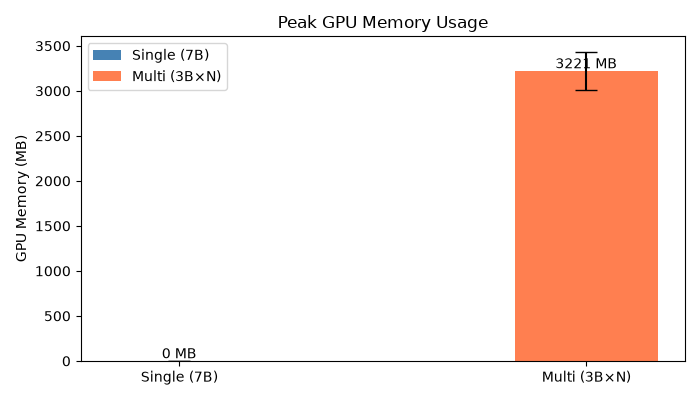 Peak GPU Memory Usage
Single (7B)
Multi (3B×N)
GPU Memory (MB)
3500
3000
2500
2000
1500
1000
500
0
3221 MB
0 MB
Single (7B)
Multi (3B×N)